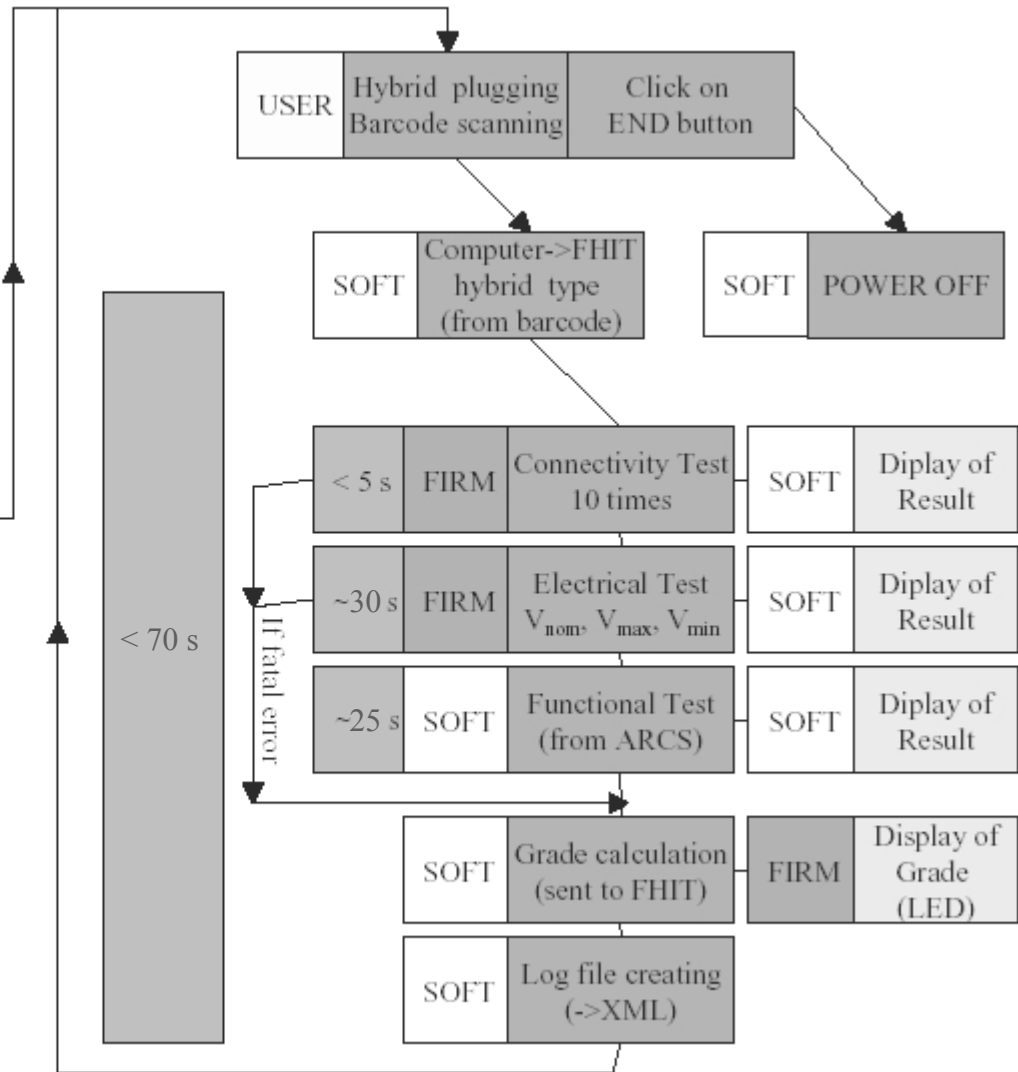 USER
Hybrid plugging
Barcode scanning
Click on
END button
SOFT
Computer->FHIT
hybrid type
(from barcode)
SOFT
POWER OFF
< 70 s
< 5 s
FIRM
Connectivity Test
10 times
SOFT
Diplay of
Result
~30 s
FIRM
Electrical Test
Vnom, Vmax, Vmin
SOFT
Diplay of
Result
If fatal error
~25 s
SOFT
Functional Test
(from ARCS)
SOFT
Diplay of
Result
SOFT
Grade calculation
(sent to FHIT)
FIRM
Display of
Grade
(LED)
SOFT
Log file creating
(->XML)